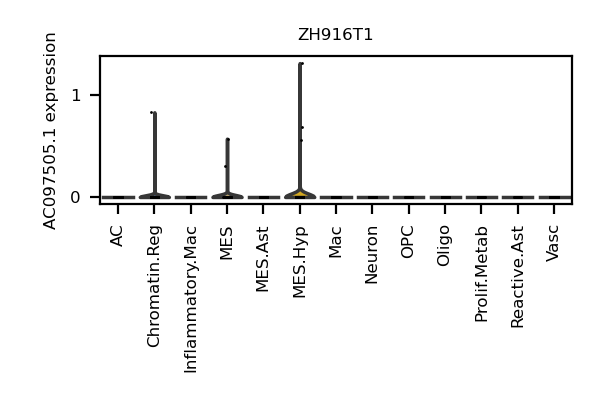 ZH916T1
AC097505.1 expression
1
0
AC
Chromatin.Reg
Inflammatory.Mac
MES
MES.Ast
MES.Hyp
Mac
Neuron
OPC
Oligo
Prolif.Metab
Reactive.Ast
Vasc